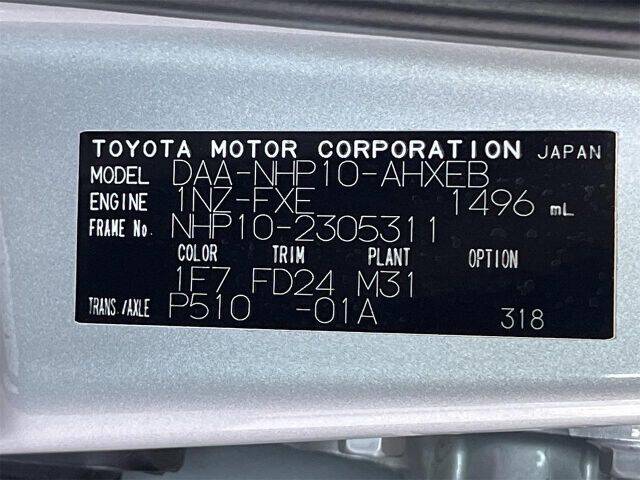 TOYOTA MOTOR CORPORATION JAPAN
MODEL DAA-NHP10-AHXEB
ENGINE 1NZ-FXE 1496 mL
FRAME No. NHP10-2305311
COLOR TRIM PLANT OPTION
1F7 FD24 M31
TRANS./AXLE P510 -01A 318